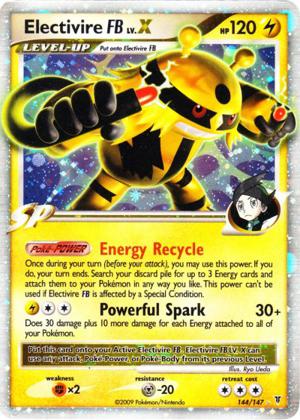 Electivire FB LV.X HP120
LEVEL-UP Put onto Electivire FB
SP
Poké-POWER Energy Recycle
Once during your turn (before your attack), you may use this power. If you
do, your turn ends. Search your discard pile for up to 3 Energy cards and
attach them to your Pokémon in any way you like. This power can't be
used if Electivire FB is affected by a Special Condition.
Powerful Spark 30+
Does 30 damage plus 10 more damage for each Energy attached to all
of your Pokémon.
Put this card onto your Active Electivire FB. Electivire FB LV.X can
use any attack, Poké-Power, or Poké-Body from its previous Level.
Illus. Ryo Ueda
weakness resistance retreat cost
×2 -20
©2009 Pokémon/Nintendo 144/147